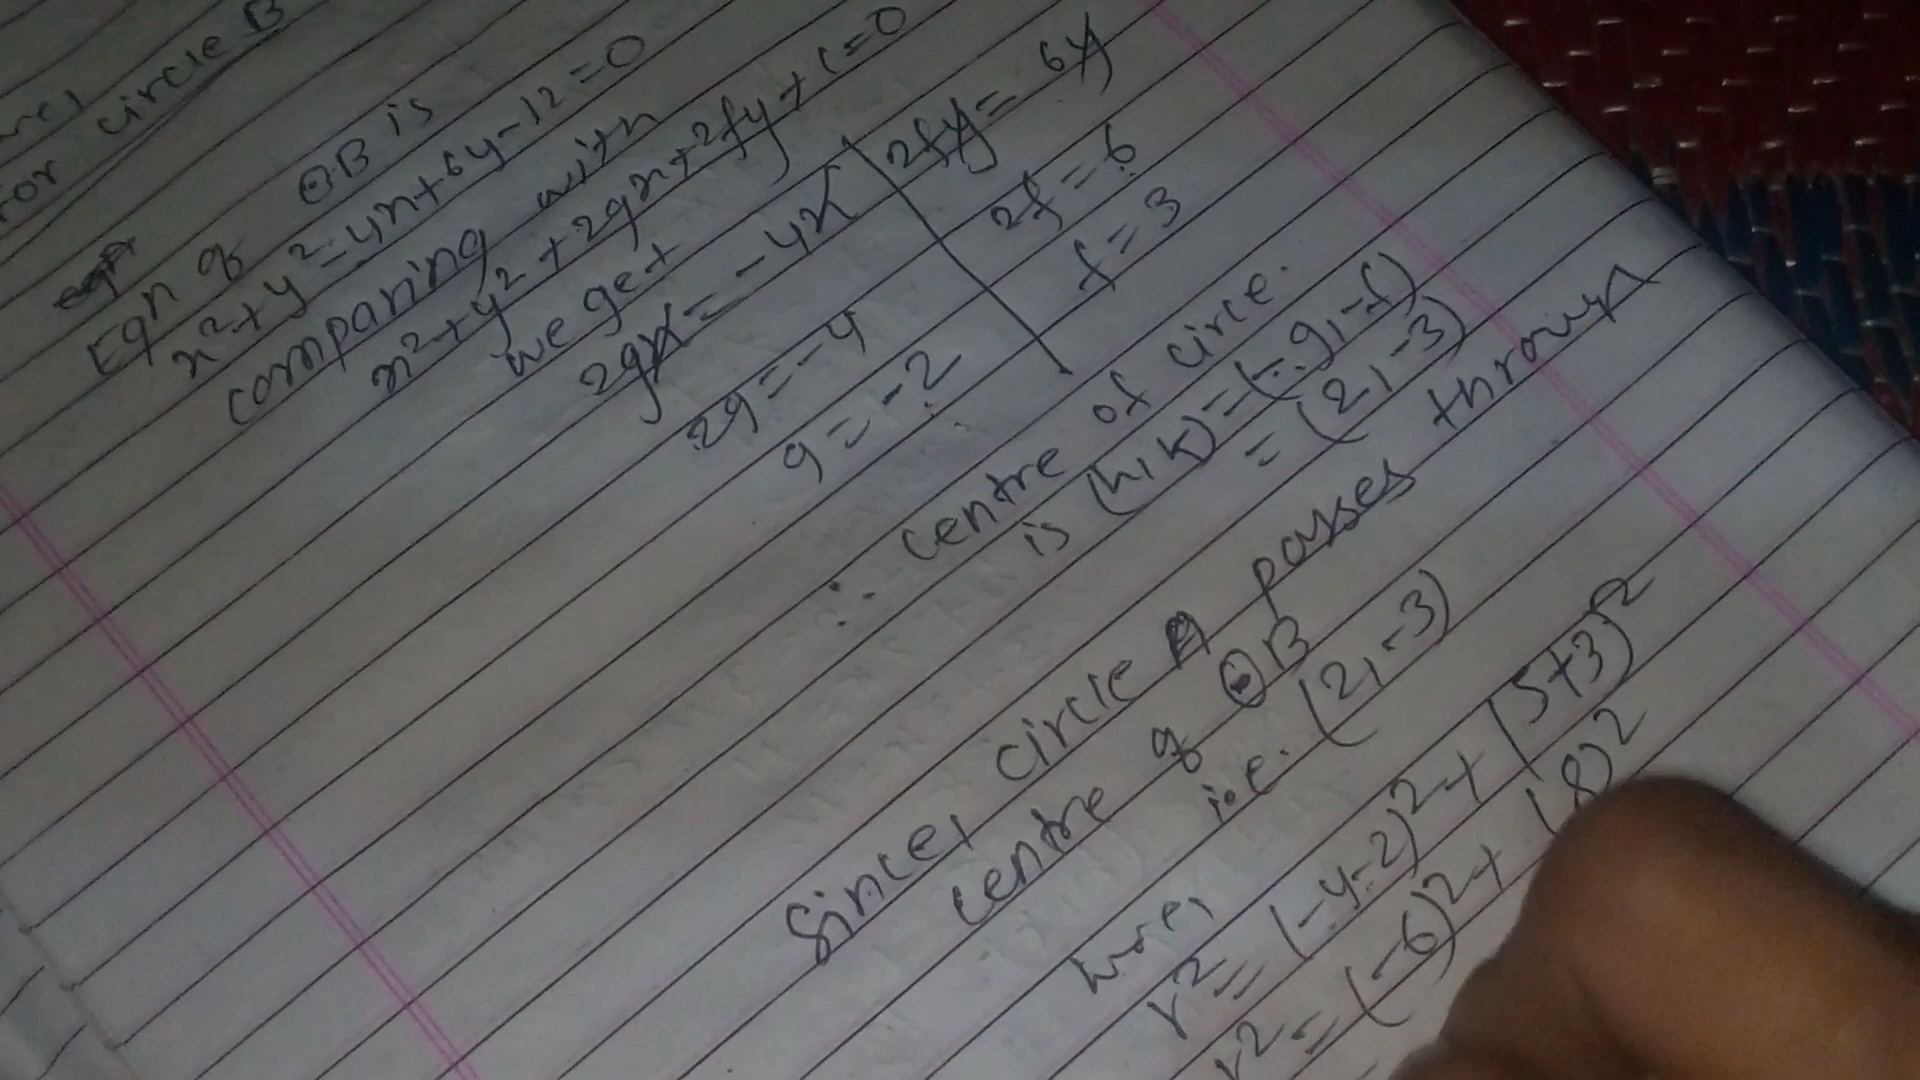 for circle B
Eqn of ⊙B is
x²+y²-4x+6y-12=0
comparing with
x²+y²+2gx+2fy+c=0
we get
2gx=-4x
2g=-4
g=-2
2fy=6y
2f=6
f=3
∴ centre of circe.
is (h,k)=(-g,-f)
=(2,-3)
Since, circle A passes through
centre of ⊙B
i.e. (2,-3)
r²=(-4-2)²+(5+3)²
r²=(-6)²+(8)²